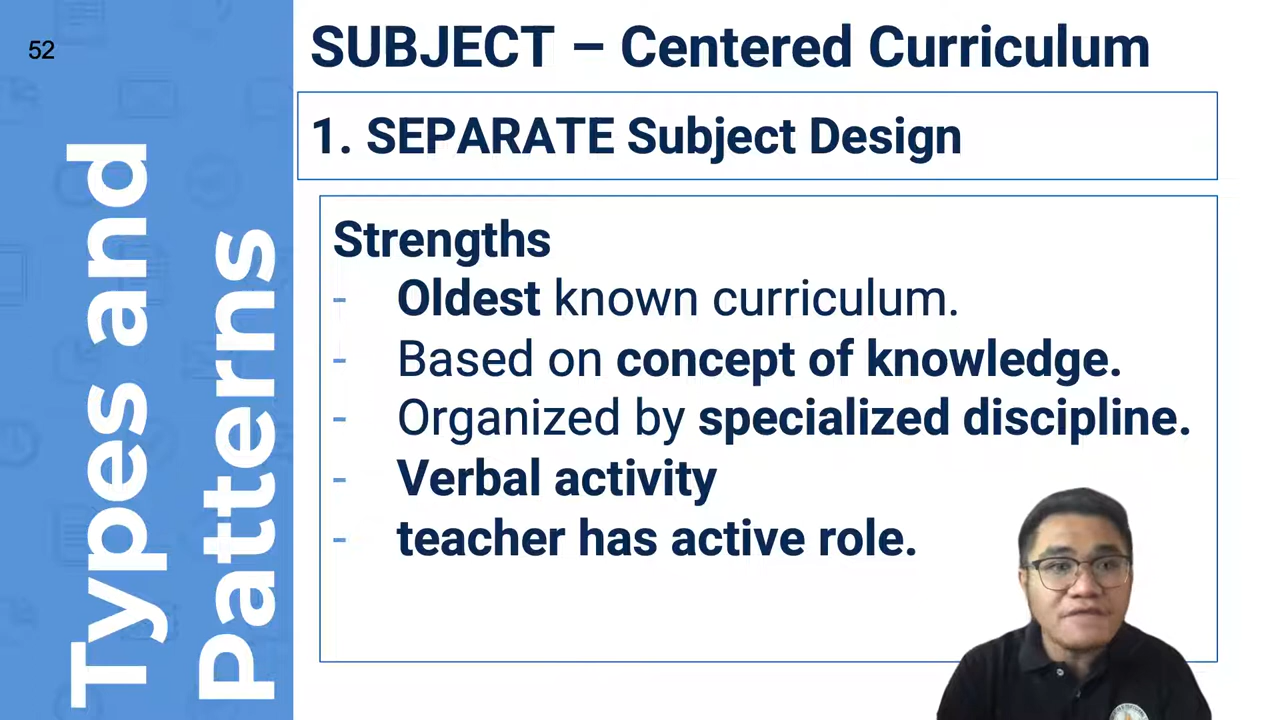 52
Types and
Patterns
SUBJECT – Centered Curriculum
1. SEPARATE Subject Design
Strengths
- Oldest known curriculum.
- Based on concept of knowledge.
- Organized by specialized discipline.
- Verbal activity
- teacher has active role.